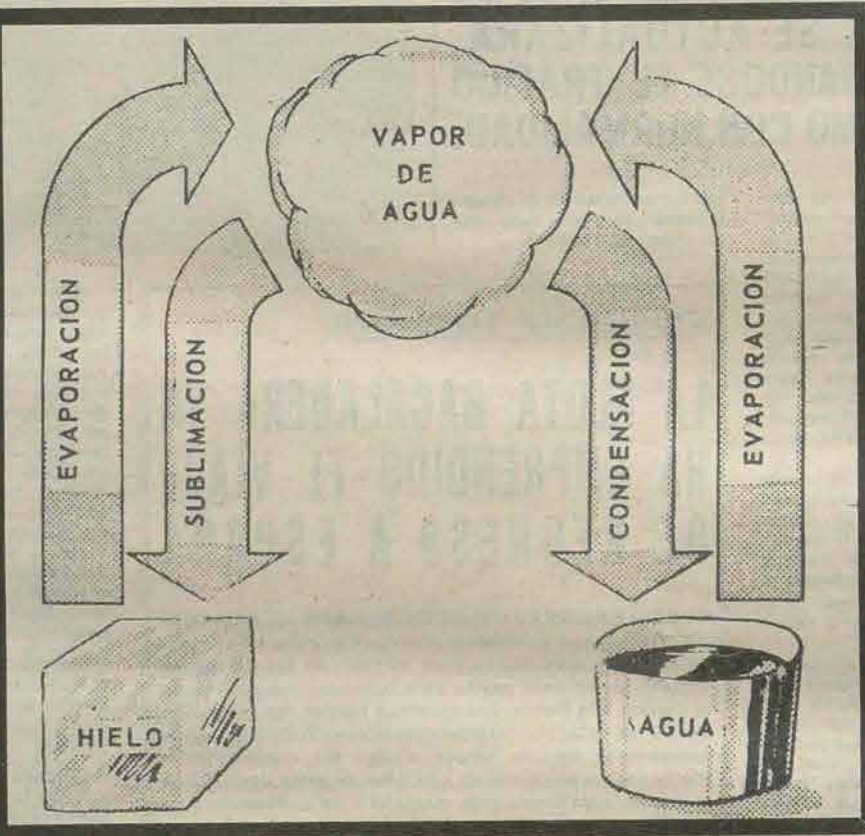 VAPOR
DE
AGUA
EVAPORACION
SUBLIMACION
CONDENSACION
EVAPORACION
HIELO
AGUA